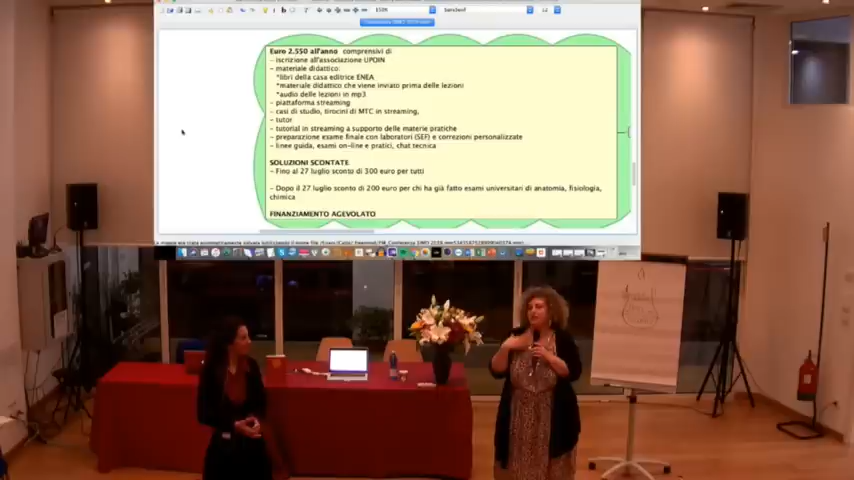 Euro 2.550 all'anno comprensivi di
- iscrizione all'associazione UPOIN
- materiale didattico:
*libri della casa editrice ENEA
*materiale didattico che viene inviato prima delle lezioni
*audio delle lezioni in mp3
- piattaforma streaming
- casi di studio, tirocini di MTC in streaming,
- tutor
- tutorial in streaming a supporto delle materie pratiche
- preparazione esame finale con laboratori (SEF) e correzioni personalizzate
- linee guida, esami on-line e pratici, chat tecnica
SOLUZIONI SCONTATE
- Fino al 27 luglio sconto di 300 euro per tutti
- Dopo il 27 luglio sconto di 200 euro per chi ha già fatto esami universitari di anatomia, fisiologia,
chimica
FINANZIAMENTO AGEVOLATO